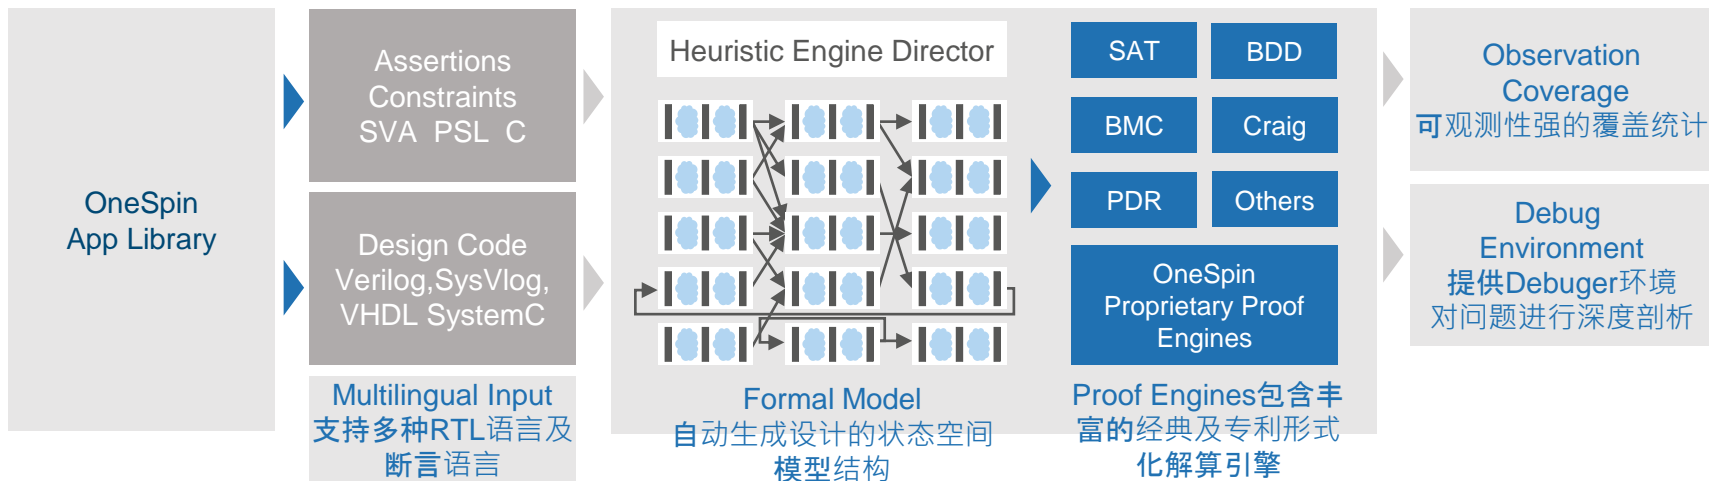 OneSpin
App Library
Assertions
Constraints
SVA PSL C
Design Code
Verilog,SysVlog,
VHDL SystemC
Multilingual Input
支持多种RTL语言及
断言语言
Heuristic Engine Director
Formal Model
自动生成设计的状态空间
模型结构
SAT
BDD
BMC
Craig
PDR
Others
OneSpin
Proprietary Proof
Engines
Proof Engines包含丰
富的经典及专利形式
化解算引擎
Observation
Coverage
可观测性强的覆盖统计
Debug
Environment
提供Debuger环境
对问题进行深度剖析